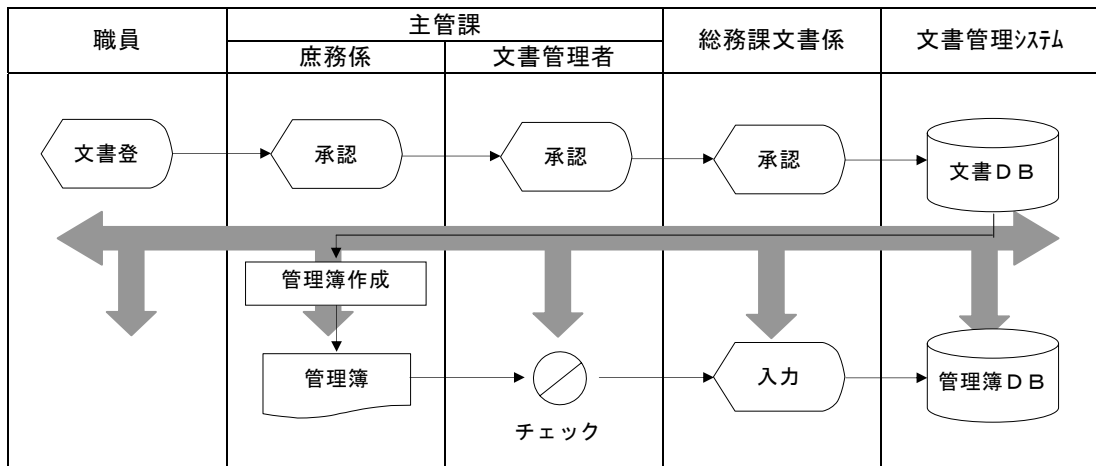 職員
主管課
庶務係
文書管理者
総務課文書係
文書管理ｼｽﾃﾑ
文書登
承認
承認
承認
文書ＤＢ
管理簿作成
管理簿
チェック
入力
管理簿ＤＢ